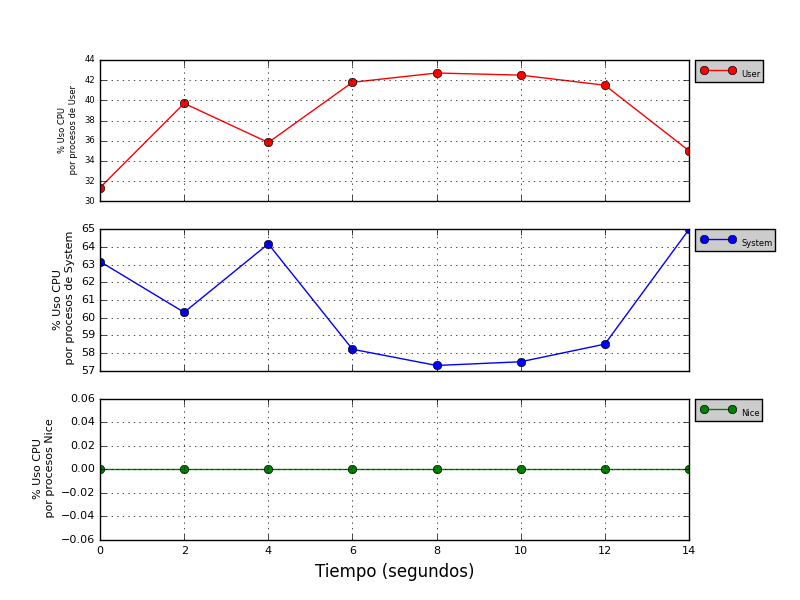 44
42
40
38
36
34
32
30
% Uso CPU
por procesos de User
User
65
64
63
62
61
60
59
58
57
% Uso CPU
por procesos de System
System
0.06
0.04
0.02
0.00
−0.02
−0.04
−0.06
% Uso CPU
por procesos Nice
Nice
0 2 4 6 8 10 12 14
Tiempo (segundos)